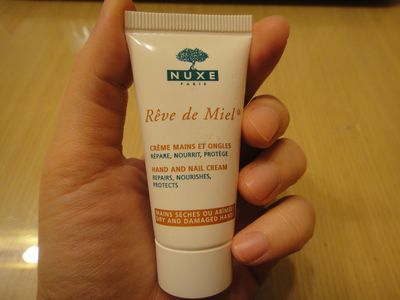 NUXE
PARIS
Rêve de Miel
CRÈME MAINS ET ONGLES
RÉPARE, NOURRIT, PROTÈGE
HAND AND NAIL CREAM
REPAIRS, NOURISHES,
PROTECTS
MAINS SÈCHES OU ABÎMÉES
DRY AND DAMAGED HANDS